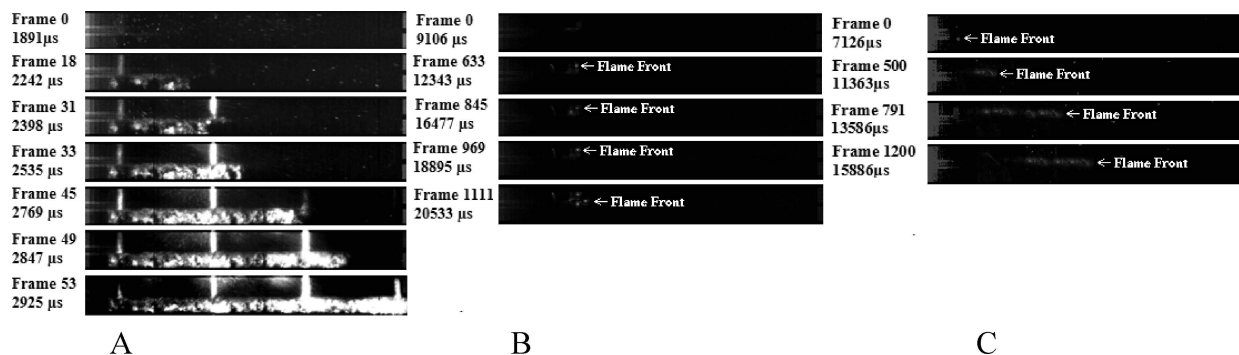 Frame 0
1891µs
Frame 18
2242 µs
Frame 31
2398 µs
Frame 33
2535 µs
Frame 45
2769 µs
Frame 49
2847 µs
Frame 53
2925 µs
A
Frame 0
9106 µs
Frame 633
12343 µs
←Flame Front
Frame 845
16477 µs
←Flame Front
Frame 969
18895 µs
←Flame Front
Frame 1111
20533 µs
←Flame Front
B
Frame 0
7126µs
←Flame Front
Frame 500
11363µs
←Flame Front
Frame 791
13586µs
←Flame Front
Frame 1200
15886µs
←Flame Front
C